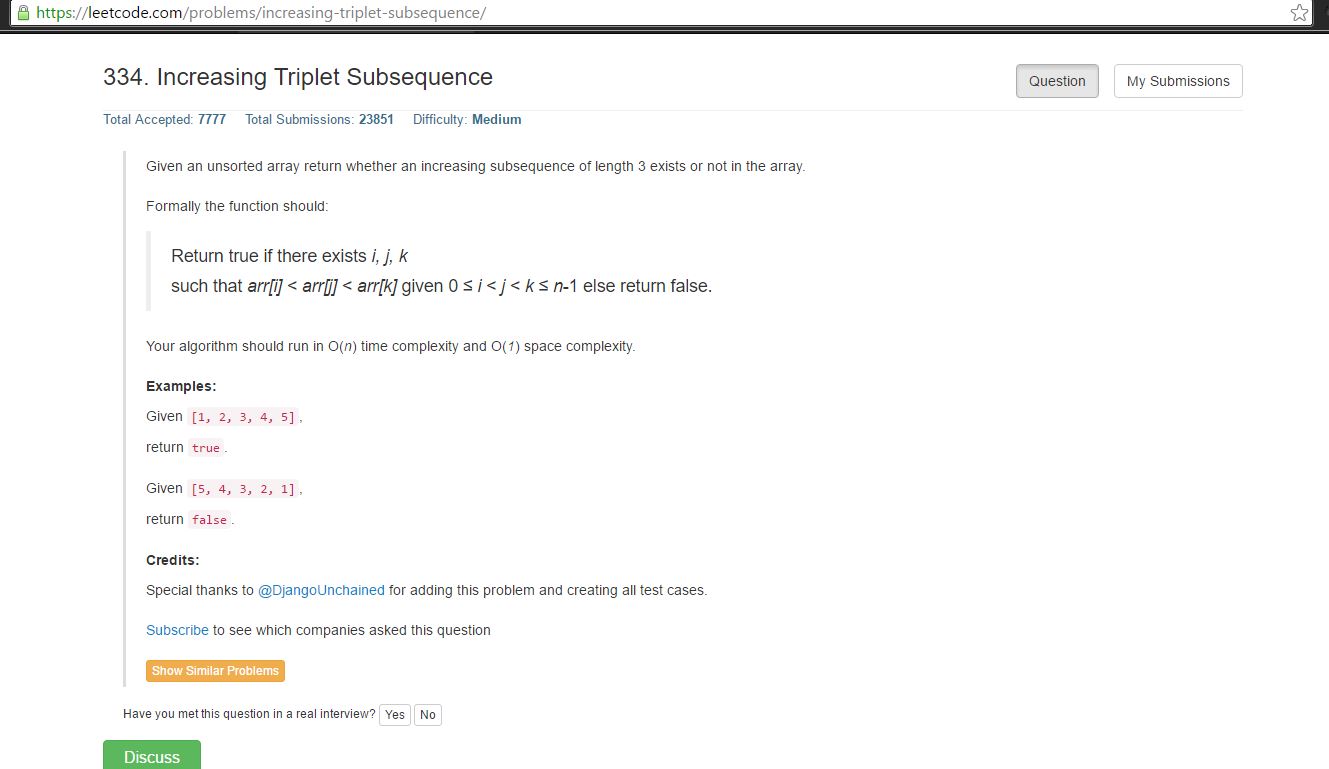 https://leetcode.com/problems/increasing-triplet-subsequence/
334. Increasing Triplet Subsequence
Question
My Submissions
Total Accepted: 7777 Total Submissions: 23851 Difficulty: Medium
Given an unsorted array return whether an increasing subsequence of length 3 exists or not in the array.
Formally the function should:
Return true if there exists i, j, k
such that arr[i] < arr[j] < arr[k] given 0 ≤ i < j < k ≤ n-1 else return false.
Your algorithm should run in O(n) time complexity and O(1) space complexity.
Examples:
Given [1, 2, 3, 4, 5],
return true.
Given [5, 4, 3, 2, 1],
return false.
Credits:
Special thanks to @DjangoUnchained for adding this problem and creating all test cases.
Subscribe to see which companies asked this question
Show Similar Problems
Have you met this question in a real interview? Yes No
Discuss